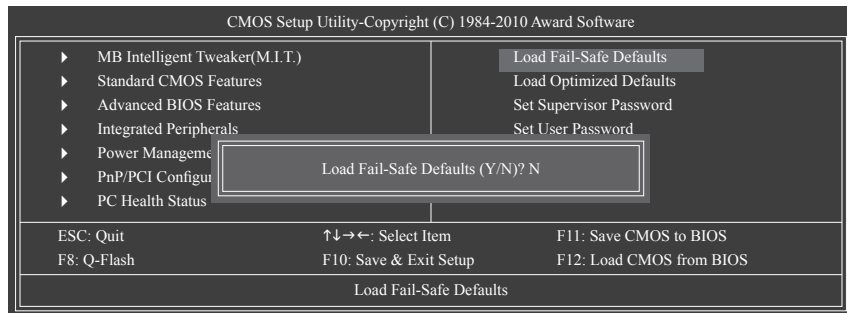 CMOS Setup Utility-Copyright (C) 1984-2010 Award Software
MB Intelligent Tweaker(M.I.T.)
Standard CMOS Features
Advanced BIOS Features
Integrated Peripherals
Power Manageme
PnP/PCI Configur
PC Health Status
Load Fail-Safe Defaults
Load Optimized Defaults
Set Supervisor Password
Set User Password
Load Fail-Safe Defaults (Y/N)? N
ESC: Quit
↑↓→←: Select Item
F11: Save CMOS to BIOS
F8: Q-Flash
F10: Save & Exit Setup
F12: Load CMOS from BIOS
Load Fail-Safe Defaults